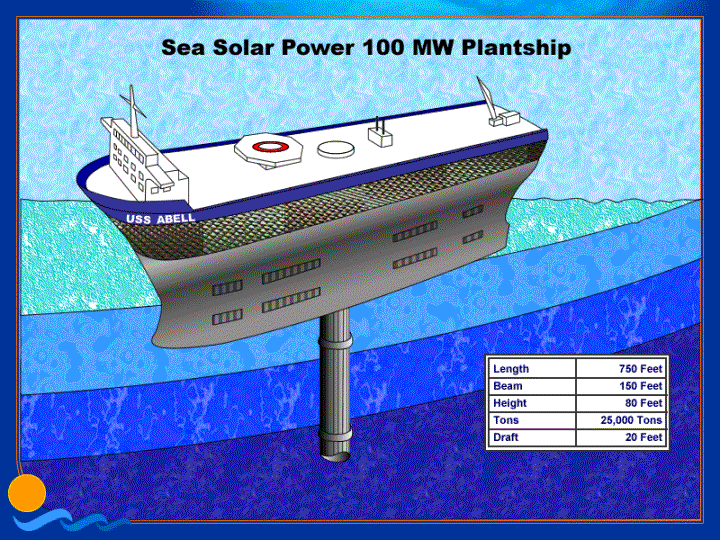 Sea Solar Power 100 MW Plantship
USS ABELL
Length 750 Feet
Beam 150 Feet
Height 80 Feet
Tons 25,000 Tons
Draft 20 Feet